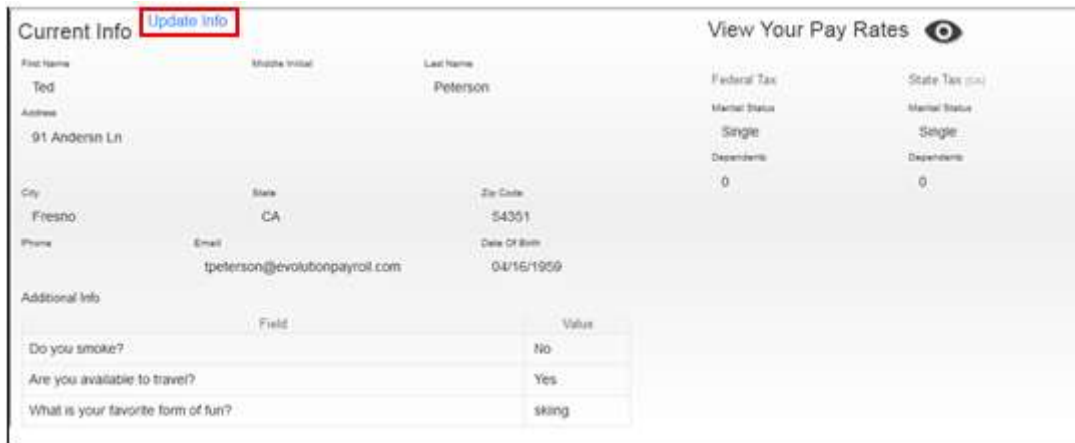 Current Info Update Info
View Your Pay Rates
First Name Middle Initial Last Name
Ted Peterson
Address
91 Andersn Ln
City State Zip Code
Fresno CA 54351
Phone Email Date Of Birth
tpeterson@evolutionpayroll.com 04/16/1959
Additional Info
Field Value
Do you smoke? No
Are you available to travel? Yes
What is your favorite form of fun? skiing
Federal Tax State Tax (CA)
Marital Status Marital Status
Single Single
Dependents Dependents
0 0